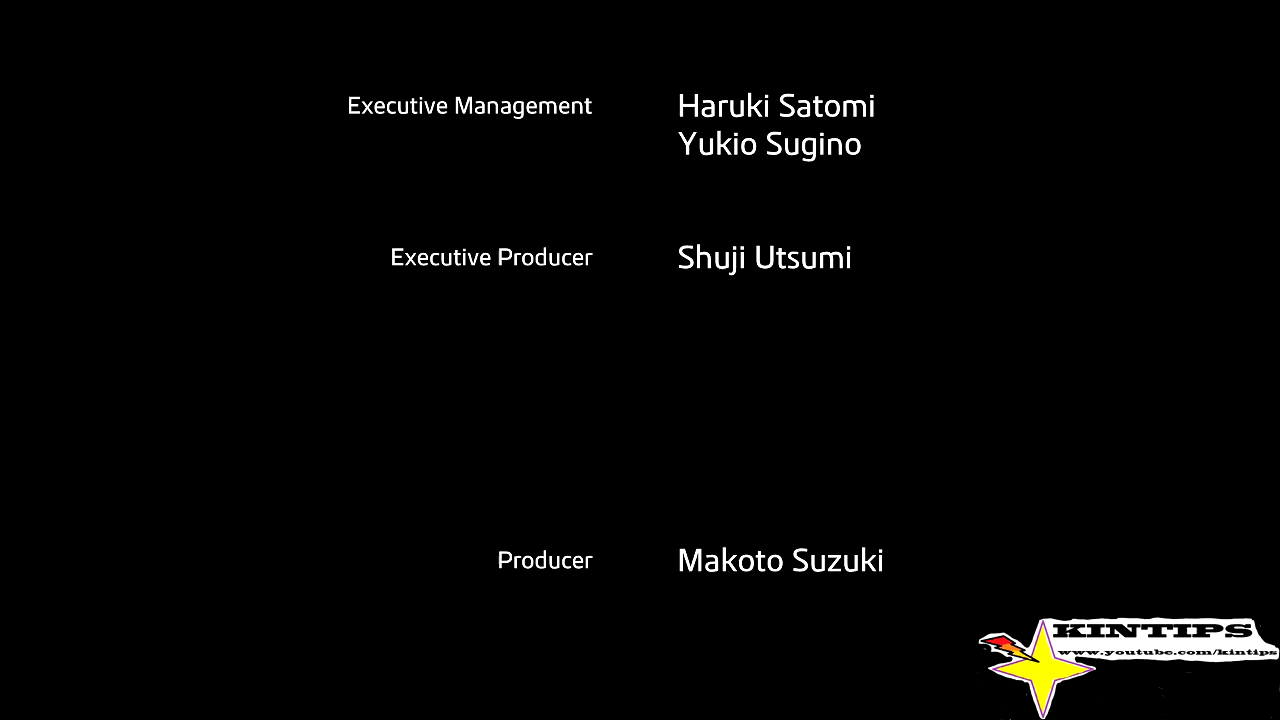 Executive Management Haruki Satomi
Yukio Sugino
Executive Producer Shuji Utsumi
Producer Makoto Suzuki
KINTIPS
www.youtube.com/kintips